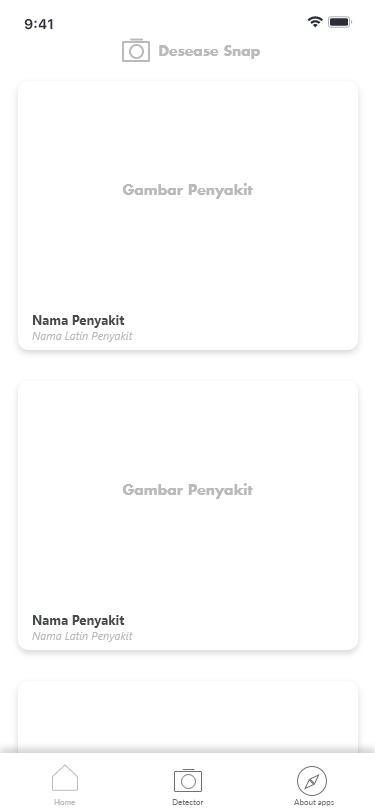 9:41
Desease Snap
Gambar Penyakit
Nama Penyakit
Nama Latin Penyakit
Gambar Penyakit
Nama Penyakit
Nama Latin Penyakit
Home
Detector
About apps